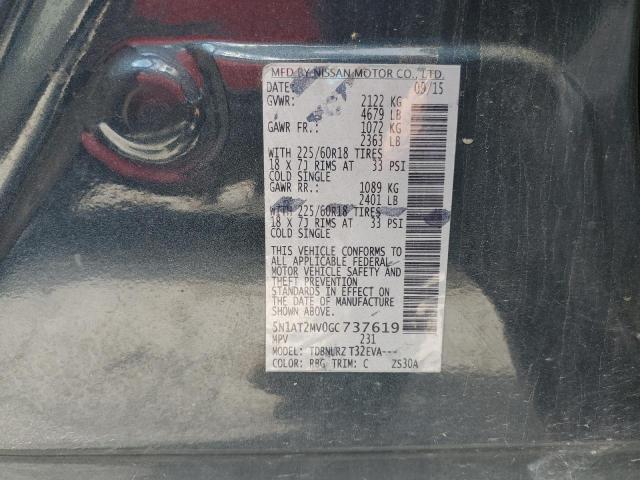 MFD BY NISSAN MOTOR CO., LTD.
DATE: 09/15
GVWR: 2122 KG
4679 LB
GAWR FR.: 1072 KG
2363 LB
WITH 225/60R18 TIRES
18 X 7J RIMS AT 33 PSI
COLD SINGLE
GAWR RR.: 1089 KG
2401 LB
WITH 225/60R18 TIRES
18 X 7J RIMS AT 33 PSI
COLD SINGLE
THIS VEHICLE CONFORMS TO
ALL APPLICABLE FEDERAL
MOTOR VEHICLE SAFETY AND
THEFT PREVENTION
STANDARDS IN EFFECT ON
THE DATE OF MANUFACTURE
SHOWN ABOVE.
5N1AT2MV0GC737619
MPV 231
MODEL: TDBNLRZ T32EVA---
COLOR: RBG TRIM: C ZS30A